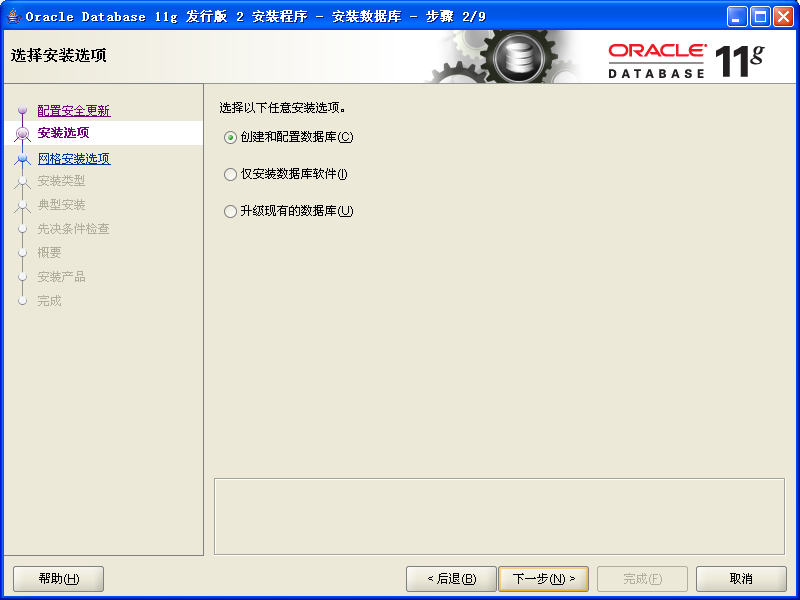 Oracle Database 11g 发行版 2 安装程序 - 安装数据库 - 步骤 2/9
选择安装选项
ORACLE
DATABASE 11g
配置安全更新
安装选项
网格安装选项
安装类型
典型安装
先决条件检查
概要
安装产品
完成
选择以下任意安装选项。
创建和配置数据库(C)
仅安装数据库软件(I)
升级现有的数据库(U)
帮助(H)
< 后退(B)
下一步(N) >
完成(F)
取消